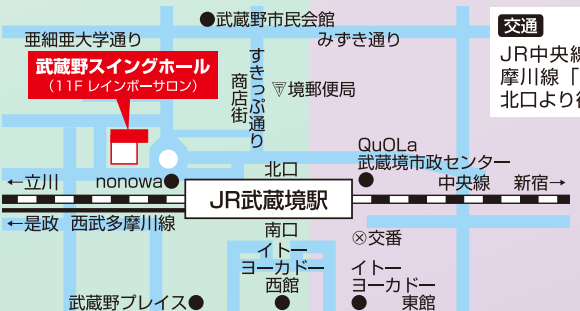 武蔵野市民会館
亜細亜大学通り
みずき通り
交通
JR中央線
摩川線「
北口より徒
武蔵野スイングホール
(11F レインボーサロン)
すきっぷ通り
商店街
〒境郵便局
QuOLa
武蔵境市政センター
北口
←立川
nonowa
中央線
新宿→
JR武蔵境駅
←是政
西武多摩川線
南口
交番
イトー
ヨーカドー
西館
イトー
ヨーカドー
東館
武蔵野プレイス